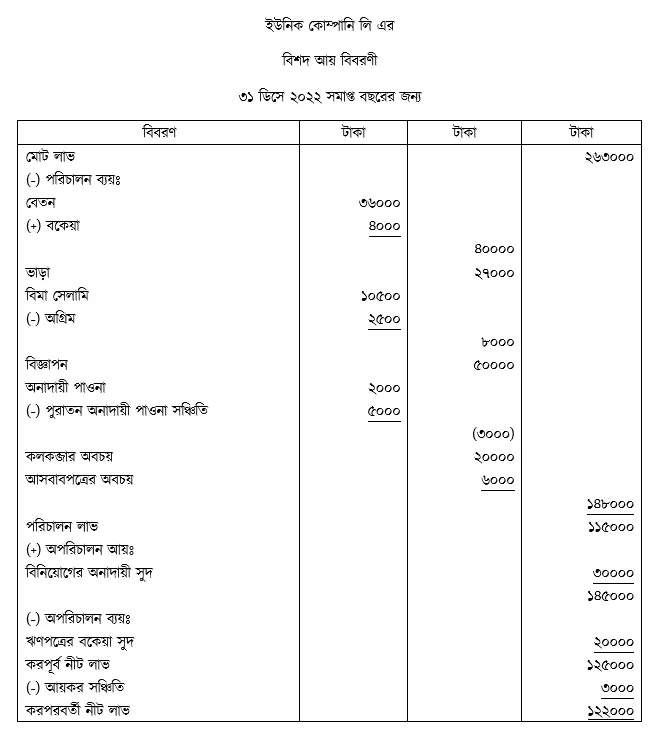 ইউনিক কোম্পানি লি এর
বিশদ আয় বিবরণী
৩১ ডিসে ২০২২ সমাপ্ত বছরের জন্য
বিবরণ টাকা টাকা টাকা
মোট লাভ ২৬৩০০০
(-) পরিচালন ব্যয়ঃ
বেতন ৩৬০০০
(+) বকেয়া ৪০০০
৪০০০০
ভাড়া ২৭০০০
বিমা সেলামি ১০৫০০
(-) অগ্রিম ২৫০০
৮০০০
বিজ্ঞাপন ৫০০০০
অনাদায়ী পাওনা ২০০০
(-) পুরাতন অনাদায়ী পাওনা সঞ্চিতি ৫০০০
(৩০০০)
কলকব্জার অবচয় ২০০০০
আসবাবপত্রের অবচয় ৬০০০
১৪৮০০০
পরিচালন লাভ ১১৫০০০
(+) অপরিচালন আয়ঃ
বিনিয়োগের অনাদায়ী সুদ ৩০০০০
১৪৫০০০
(-) অপরিচালন ব্যয়ঃ
ঋণপত্রের বকেয়া সুদ ২০০০০
করপূর্ব নীট লাভ ১২৫০০০
(-) আয়কর সঞ্চিতি ৩০০০
করপরবর্তী নীট লাভ ১২২০০০